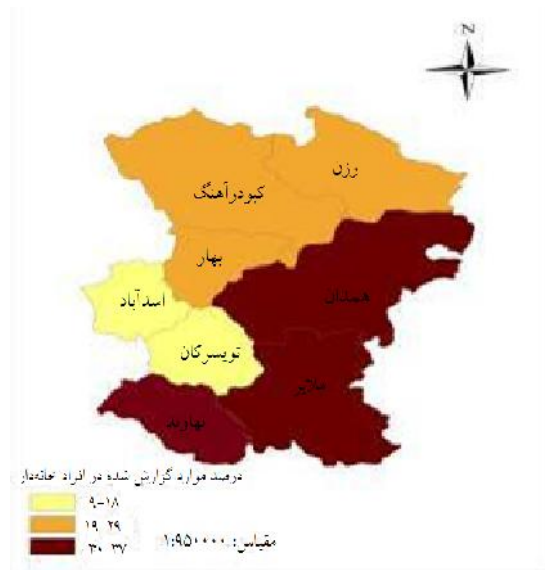 N
رزن
کبودرآهنگ
بهار
همدان
اسدآباد
تویسرکان
ملایر
نهاوند
درصد موارد گزارش شده در افراد خانه‌دار
۹-۱۸
۱۹-۲۹
۳۰-۳۷
مقیاس: ۱:۹۵۰۰۰۰